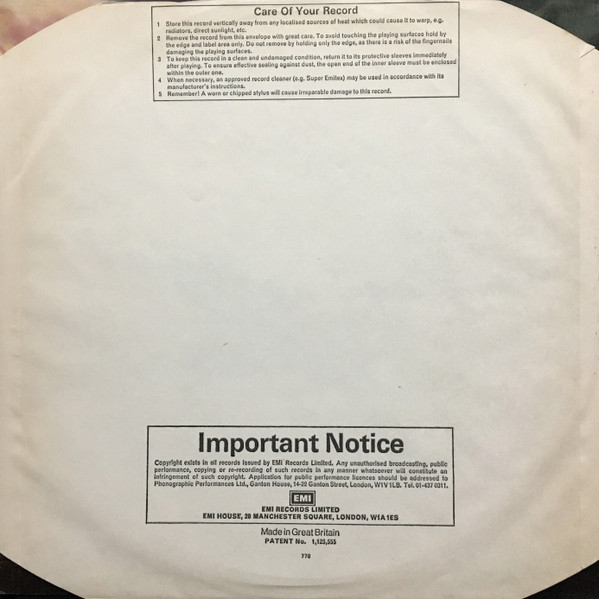 Care Of Your Record
1 Store this record vertically away from any localised sources of heat which could cause it to warp, e.g.
radiators, direct sunlight, etc.
2 Remove the record from this envelope with great care. To avoid touching the playing surfaces hold by
the edge and label area only. Do not remove by holding only the edge, as there is a risk of the fingernails
damaging the playing surfaces.
3 To keep this record in a clean and undamaged condition, return it to its protective sleeves immediately
after playing. To ensure effective sealing against dust, the open end of the inner sleeve must be enclosed
within the outer one.
4 When necessary, an approved record cleaner (e.g. Super Emitex) may be used in accordance with its
manufacturer's instructions.
5 Remember! A worn or chipped stylus will cause irreparable damage to this record.
Important Notice
Copyright exists in all records issued by EMI Records Limited. Any unauthorised broadcasting, public
performance, copying or re-recording of such records in any manner whatsoever will constitute an
infringement of such copyright. Application for public performance licences should be addressed to
Phonographic Performances Ltd., Ganton House, 14-22 Ganton Street, London, W1V 1LB. Tel. 01-437 0311.
EMI
EMI RECORDS LIMITED
EMI HOUSE, 20 MANCHESTER SQUARE, LONDON, W1A1ES
Made in Great Britain
PATENT No. 1,125,555
770